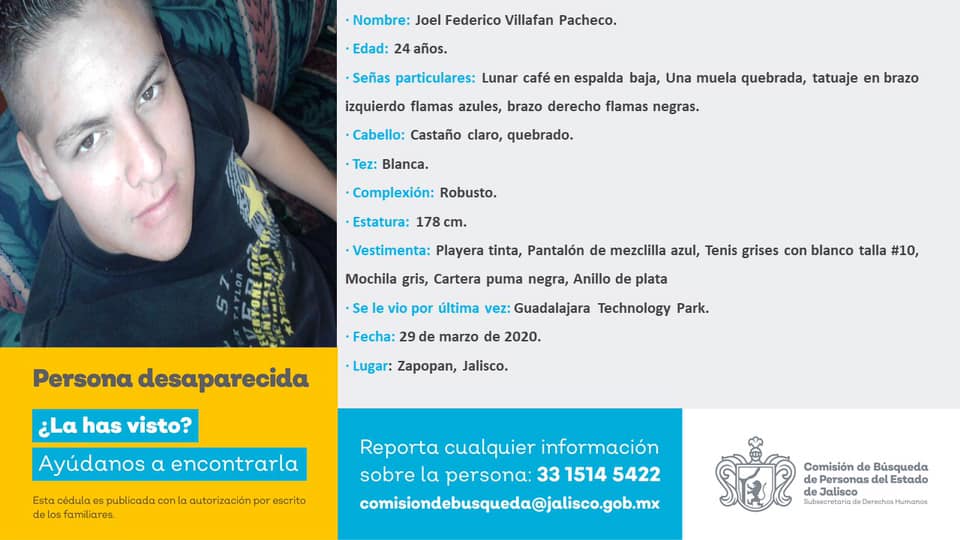 · Nombre: Joel Federico Villafan Pacheco.
· Edad: 24 años.
· Señas particulares: Lunar café en espalda baja, Una muela quebrada, tatuaje en brazo
izquierdo flamas azules, brazo derecho flamas negras.
· Cabello: Castaño claro, quebrado.
· Tez: Blanca.
· Complexión: Robusto.
· Estatura: 178 cm.
· Vestimenta: Playera tinta, Pantalón de mezclilla azul, Tenis grises con blanco talla #10,
Mochila gris, Cartera puma negra, Anillo de plata
· Se le vio por última vez: Guadalajara Technology Park.
· Fecha: 29 de marzo de 2020.
· Lugar: Zapopan, Jalisco.
Persona desaparecida
¿La has visto?
Ayúdanos a encontrarla
Esta cédula es publicada con la autorización por escrito
de los familiares.
Reporta cualquier información
sobre la persona: 33 1514 5422
comisiondebusqueda@jalisco.gob.mx
Comisión de Búsqueda
de Personas del Estado
de Jalisco
Subsecretaría de Derechos Humanos